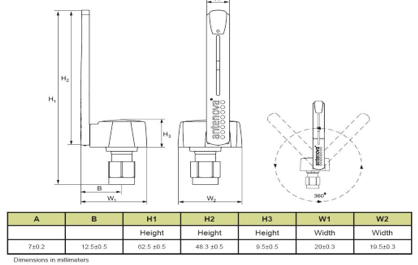 H₁
H₂
H₃
B
W₁
W₂
antenova
antenova
360°
A B H1 H2 H3 W1 W2
Height Height Height Width Width
7±0.2 12.5±0.5 62.5 ±0.5 48.3 ±0.5 9.5±0.5 20±0.3 19.5±0.3
Dimensions in millimeters